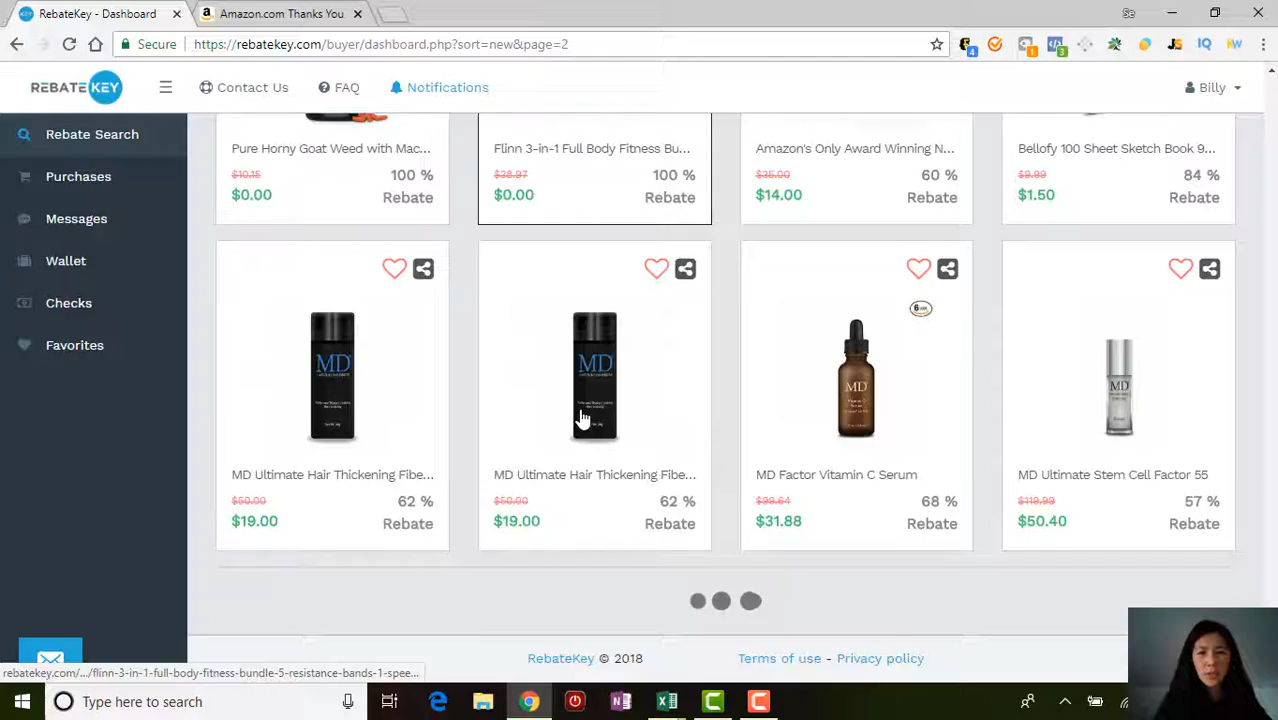 RebateKey - Dashboard
Amazon.com Thanks You
Se
Secure
https://rebatekey.com/buyer/dashboard.php?sort=new&page=2
REBATE KEY
Contact Us
FAQ
Notifications
Billy
Rebate Search
Purchases
Messages
Wallet
Checks
Favorites
Pure Horny Goat Weed with Mac...
$10.15
100 %
$0.00
Rebate
Flinn 3-in-1 Full Body Fitness Bu...
$38.97
100 %
$0.00
Rebate
Amazon's Only Award Winning N...
$35.00
60 %
$14.00
Rebate
Bellofy 100 Sheet Sketch Book 9...
$9.99
84 %
$1.50
Rebate
MD
MD Ultimate Hair Thickening Fibe...
$50.00
62 %
$19.00
Rebate
MD
MD Ultimate Hair Thickening Fibe...
$50.00
62 %
$19.00
Rebate
MD
MD Factor Vitamin C Serum
$99.64
68 %
$31.88
Rebate
MD
MD Ultimate Stem Cell Factor 55
$119.99
57 %
$50.40
Rebate
RebateKey © 2018
Terms of use - Privacy policy
rebatekey.com/.../flinn-3-in-1-full-body-fitness-bundle-5-resistance-bands-1-spee...
Type here to search